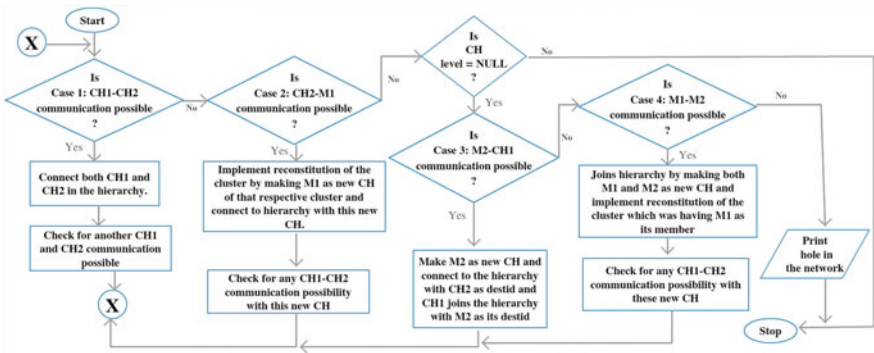 X
Start
Is
Case 1: CH1-CH2
communication possible
?
No
Yes
Connect both CH1 and
CH2 in the hierarchy.
Check for another CH1
and CH2 communication
possible
X
Is
Case 2: CH2-M1
communication possible
?
No
Yes
Implement reconstitution of the
cluster by making M1 as new CH
of that respective cluster and
connect to hierarchy with this new
CH.
Check for any CH1-CH2
communication possibility
with this new CH
Is
CH
level = NULL
?
No
Yes
Is
Case 3: M2-CH1
communication possible
?
No
Yes
Make M2 as new CH and
connect to the hierarchy
with CH2 as destid and
CH1 joins the hierarchy
with M2 as its destid
Is
Case 4: M1-M2
communication possible
?
No
Yes
Joins hierarchy by making both
M1 and M2 as new CH and
implement reconstitution of the
cluster which was having M1 as
its member
Check for any CH1-CH2
communication possibility with
these new CH
Print
hole in
the network
Stop